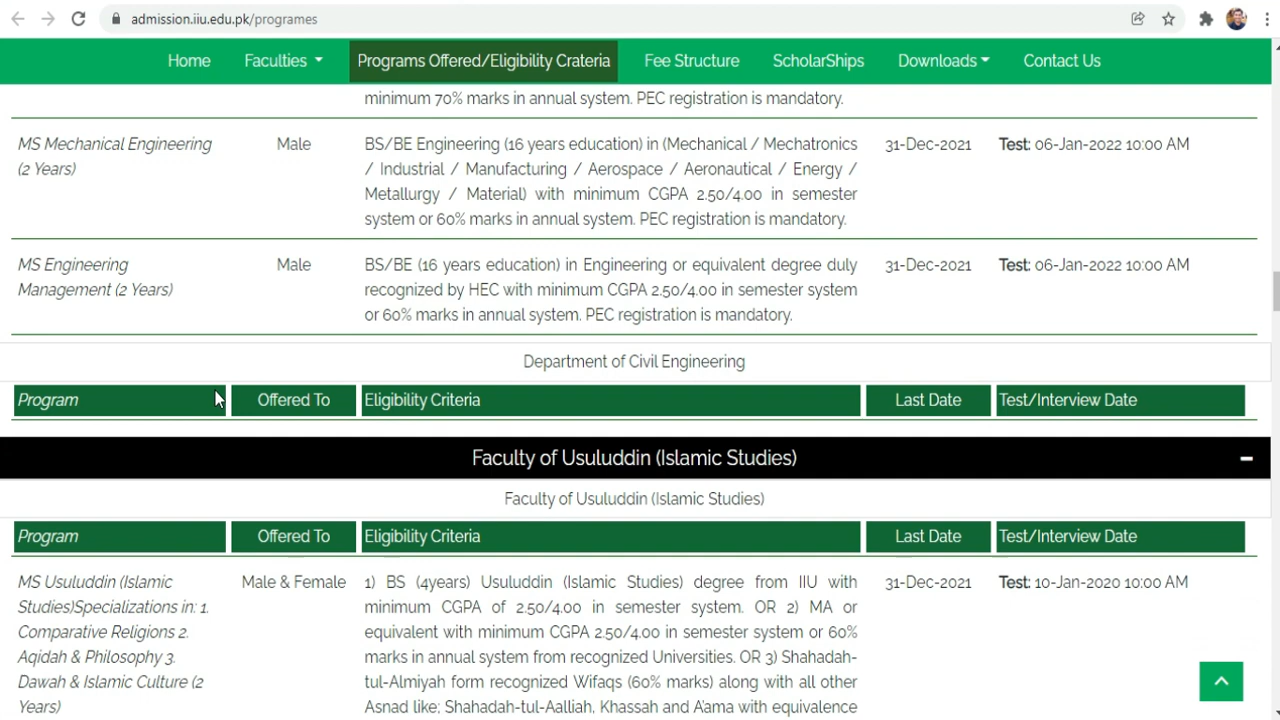 admission.iiu.edu.pk/programes
Home Faculties Programs Offered/Eligibility Crateria Fee Structure ScholarShips Downloads Contact Us
minimum 70% marks in annual system. PEC registration is mandatory.
MS Mechanical Engineering Male BS/BE Engineering (16 years education) in (Mechanical / Mechatronics 31-Dec-2021 Test: 06-Jan-2022 10:00 AM
(2 Years) / Industrial / Manufacturing / Aerospace / Aeronautical / Energy /
Metallurgy / Material) with minimum CGPA 2.50/4.00 in semester
system or 60% marks in annual system. PEC registration is mandatory.
MS Engineering Male BS/BE (16 years education) in Engineering or equivalent degree duly 31-Dec-2021 Test: 06-Jan-2022 10:00 AM
Management (2 Years) recognized by HEC with minimum CGPA 2.50/4.00 in semester system
or 60% marks in annual system. PEC registration is mandatory.
Department of Civil Engineering
Program Offered To Eligibility Criteria Last Date Test/Interview Date
Faculty of Usuluddin (Islamic Studies)
Faculty of Usuluddin (Islamic Studies)
Program Offered To Eligibility Criteria Last Date Test/Interview Date
MS Usuluddin (Islamic Male & Female 1) BS (4years) Usuluddin (Islamic Studies) degree from IIU with 31-Dec-2021 Test: 10-Jan-2020 10:00 AM
Studies)Specializations in: 1. minimum CGPA of 2.50/4.00 in semester system. OR 2) MA or
Comparative Religions 2. equivalent with minimum CGPA 2.50/4.00 in semester system or 60%
Aqidah & Philosophy 3. marks in annual system from recognized Universities. OR 3) Shahadah-
Dawah & Islamic Culture (2 tul-Almiyah form recognized Wifaqs (60% marks) along with all other
Years) Asnad like; Shahadah-tul-Aalliah, Khassah and A'ama with equivalence